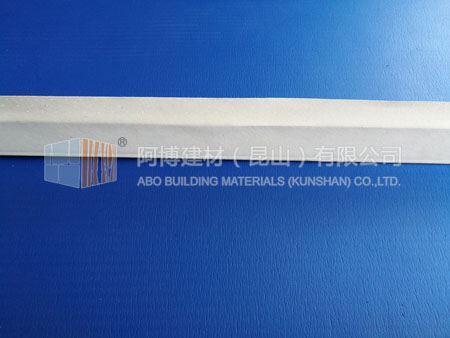 ® 阿博建材（昆山）有限公司
ABO BUILDING MATERIALS (KUNSHAN) CO.,LTD.